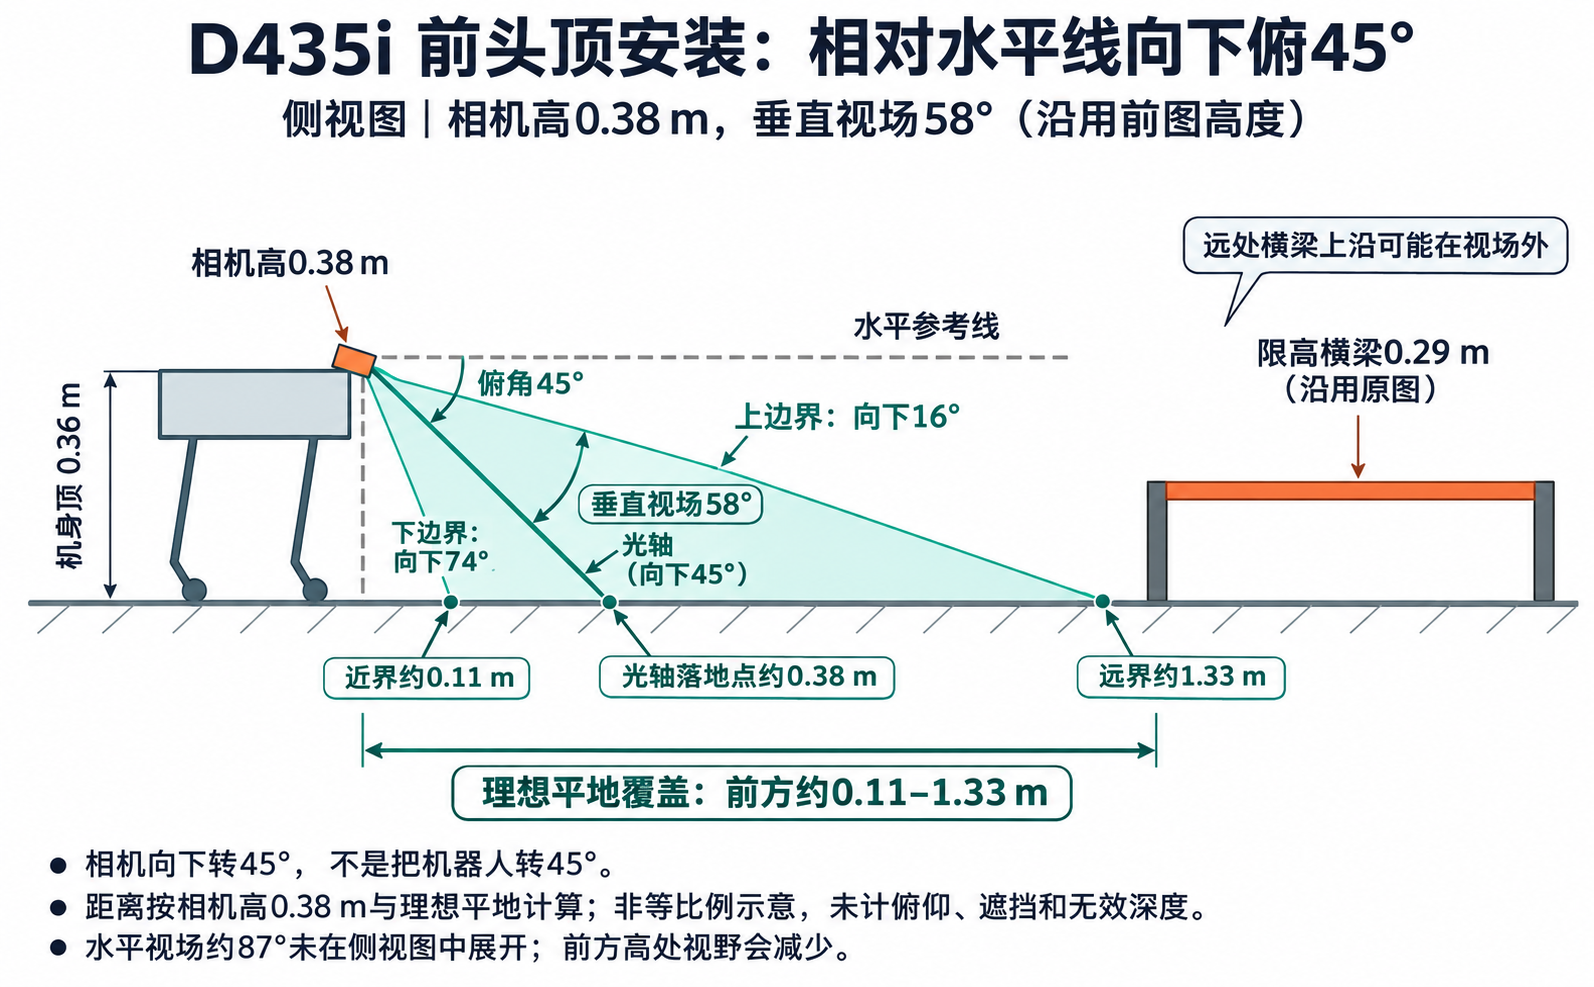 D435i 前头顶安装：相对水平线向下俯45°
侧视图｜相机高0.38 m，垂直视场58°（沿用前图高度）
远处横梁上沿可能在视场外
相机高0.38 m
水平参考线
限高横梁0.29 m
（沿用原图）
俯角45°
上边界：向下16°
机身顶 0.36 m
垂直视场58°
下边界：
向下74°
光轴
（向下45°）
近界约0.11 m
光轴落地点约0.38 m
远界约1.33 m
理想平地覆盖：前方约0.11–1.33 m
● 相机向下转45°，不是把机器人转45°。
● 距离按相机高0.38 m与理想平地计算；非等比例示意，未计俯仰、遮挡和无效深度。
● 水平视场约87°未在侧视图中展开；前方高处视野会减少。